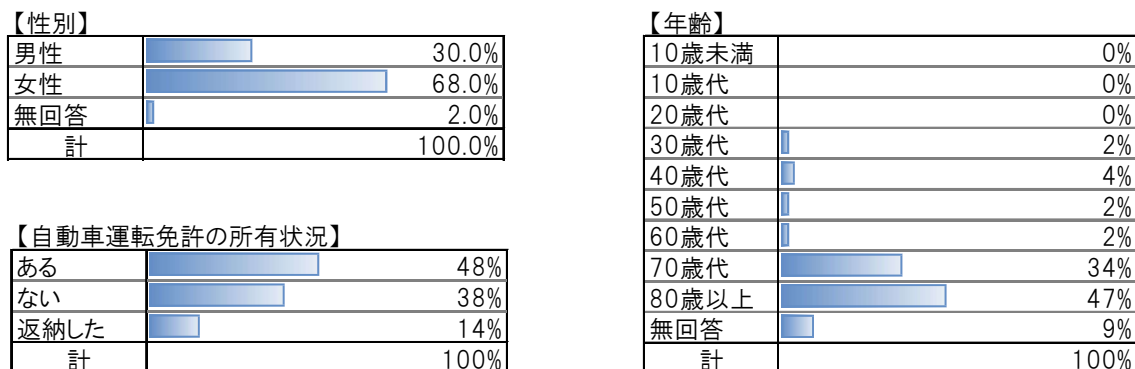 【性別】
男性 30.0%
女性 68.0%
無回答 2.0%
計 100.0%
【自動車運転免許の所有状況】
ある 48%
ない 38%
返納した 14%
計 100%
【年齢】
10歳未満 0%
10歳代 0%
20歳代 0%
30歳代 2%
40歳代 4%
50歳代 2%
60歳代 2%
70歳代 34%
80歳以上 47%
無回答 9%
計 100%